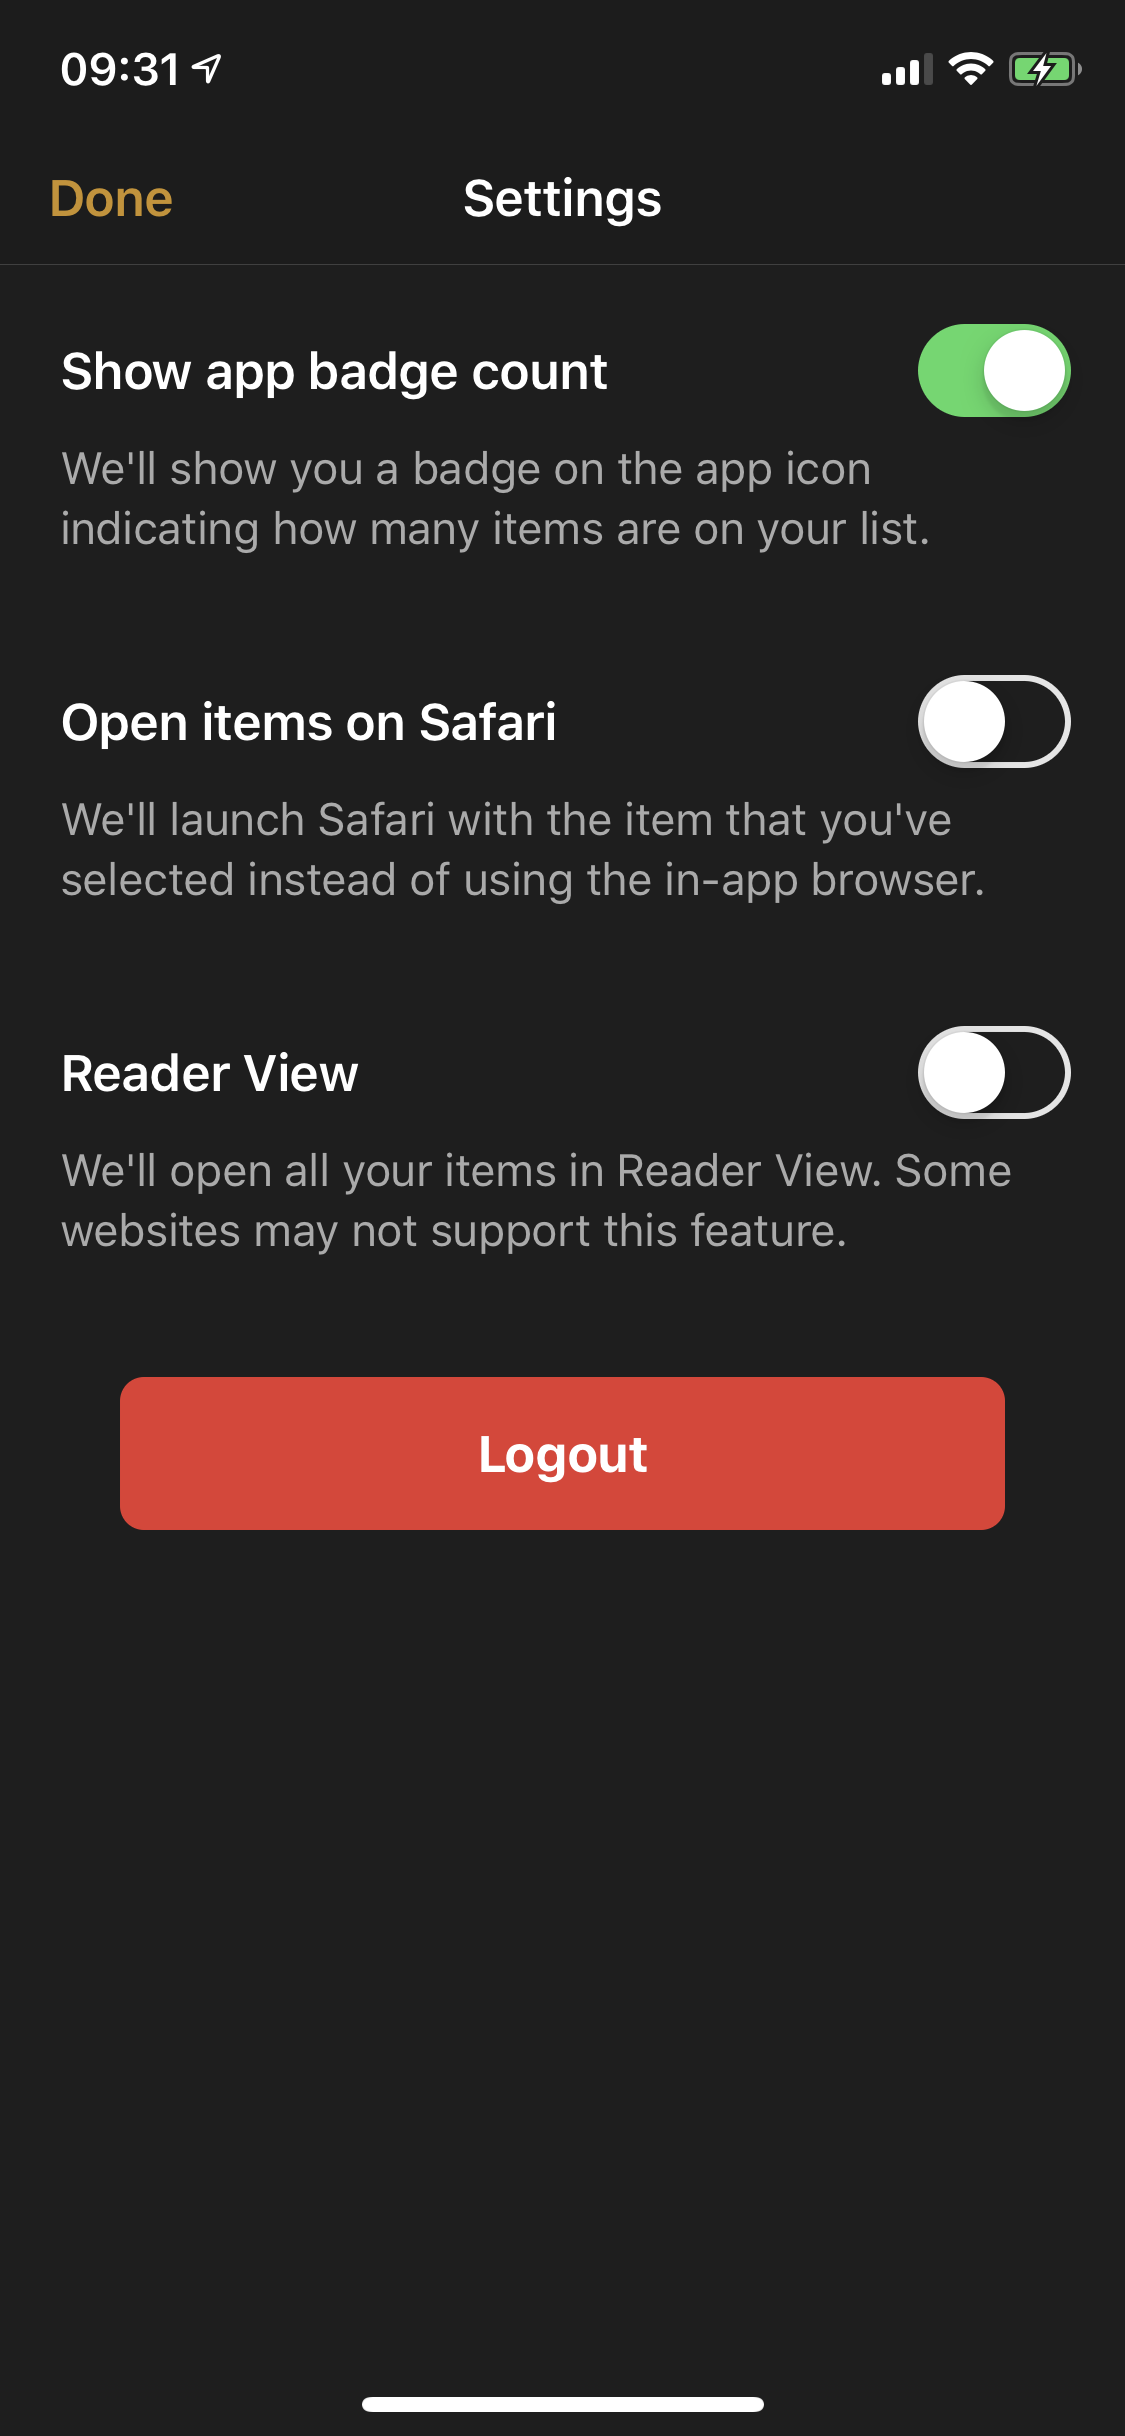 09:31
Done
Settings
Show app badge count
We'll show you a badge on the app icon
indicating how many items are on your list.
Open items on Safari
We'll launch Safari with the item that you've
selected instead of using the in-app browser.
Reader View
We'll open all your items in Reader View. Some
websites may not support this feature.
Logout